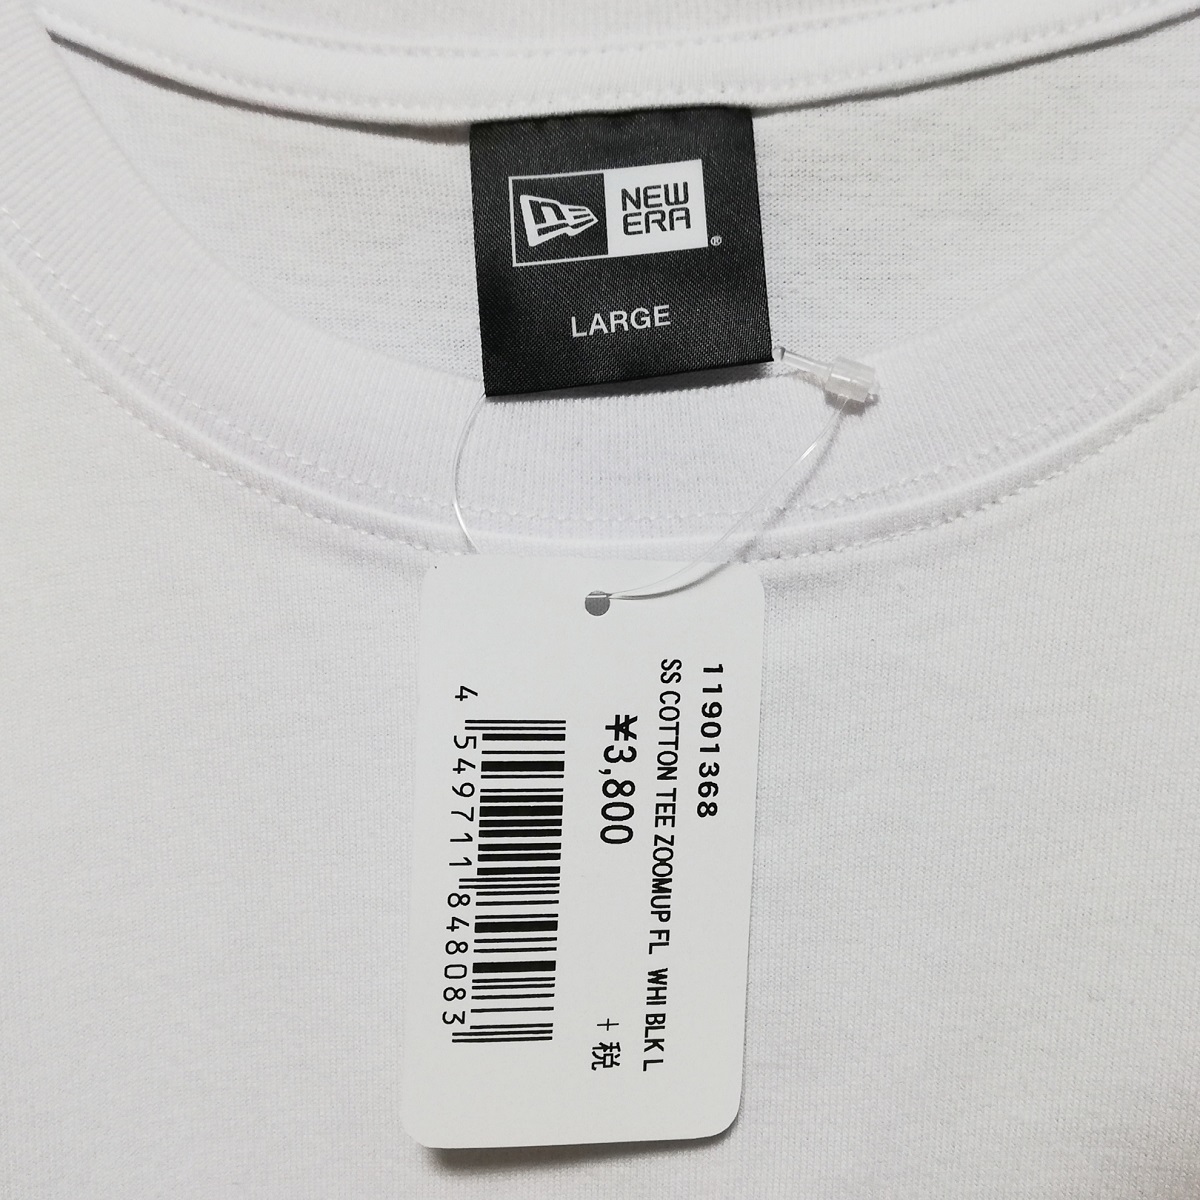 NEW
ERA
®
LARGE
11901368
SS COTTON TEE ZOOMUP FL WHI BLK L
¥3,800
+税
4 549711 848083